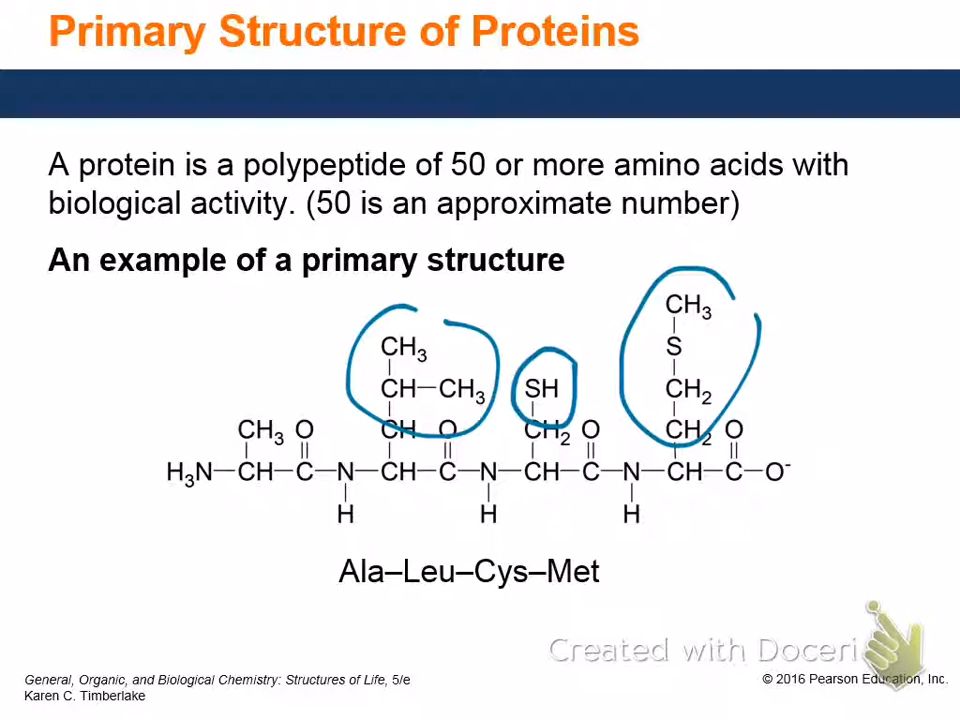 Primary Structure of Proteins
A protein is a polypeptide of 50 or more amino acids with
biological activity. (50 is an approximate number)
An example of a primary structure
CH₃
CH₃ S
SH
CH–CH₃ CH₂
CH₃ O CH O CH₂ O CH₂ O
H₃N–CH–C–N–CH–C–N–CH–C–N–CH–C–O⁻
H H H
Ala–Leu–Cys–Met
Created with Doceri
General, Organic, and Biological Chemistry: Structures of Life, 5/e
Karen C. Timberlake
© 2016 Pearson Education, Inc.